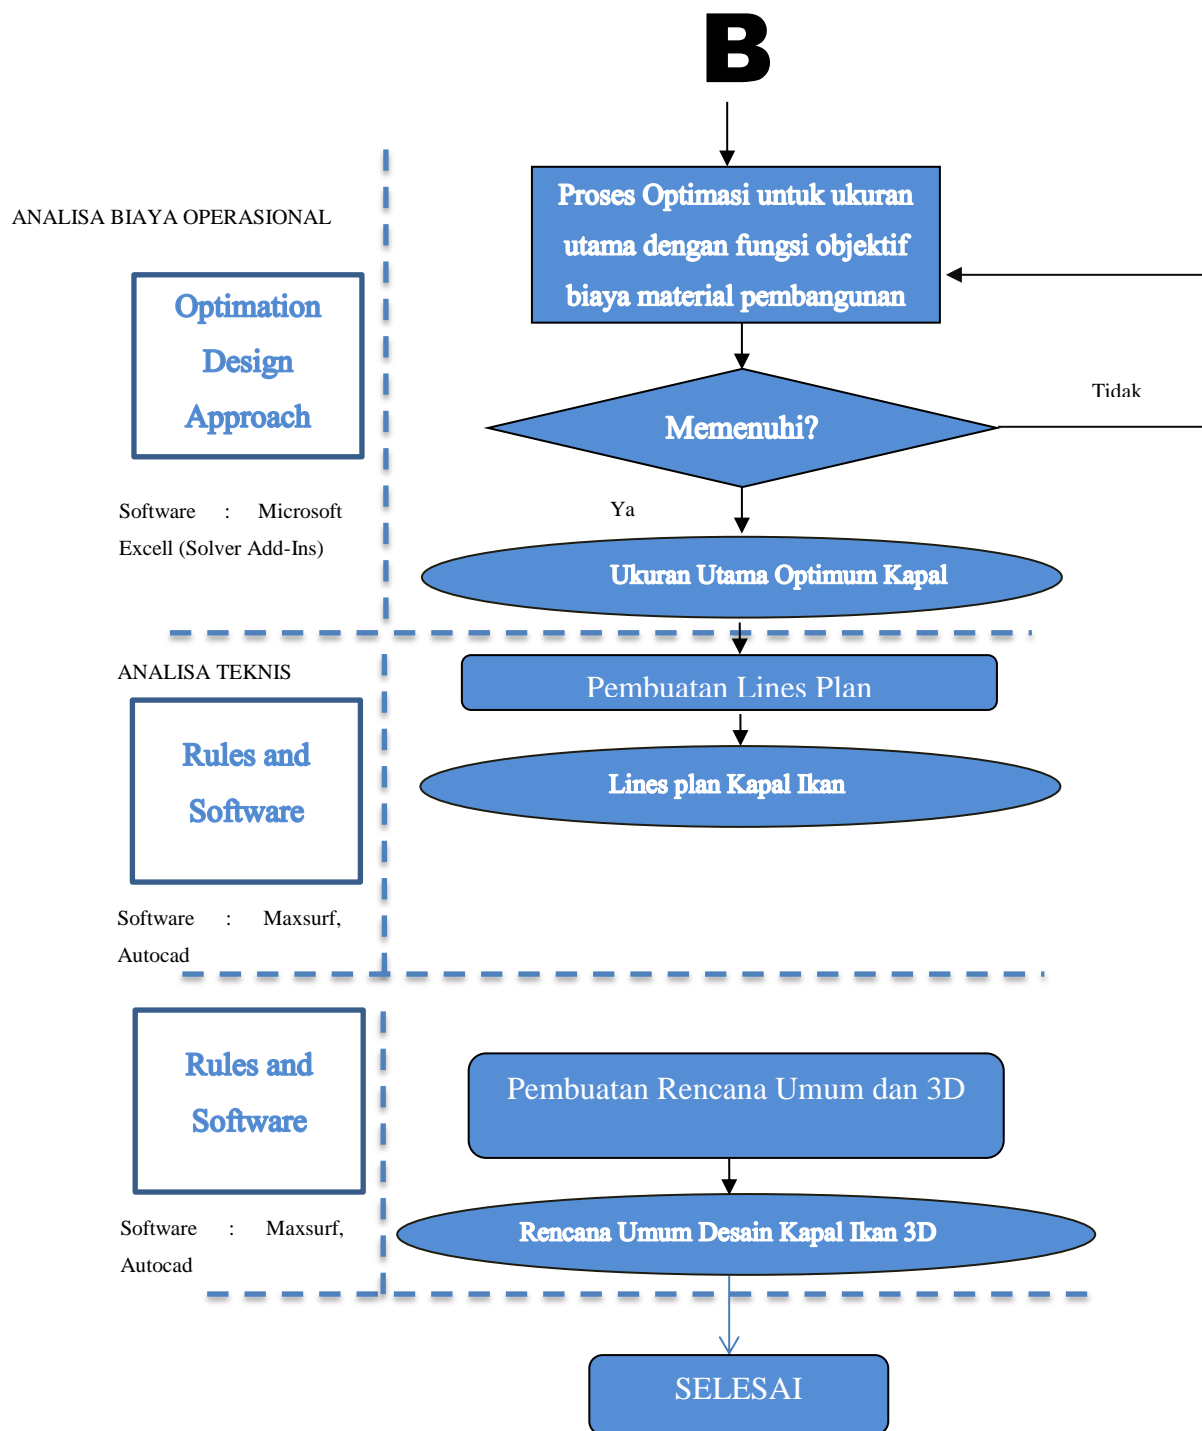 B
Proses Optimasi untuk ukuran
utama dengan fungsi objektif
biaya material pembangunan
ANALISA BIAYA OPERASIONAL
Optimation
Design
Approach
Tidak
Memenuhi?
Software : Microsoft
Excell (Solver Add-Ins)
Ya
Ukuran Utama Optimum Kapal
ANALISA TEKNIS
Pembuatan Lines Plan
Rules and
Software
Lines plan Kapal Ikan
Software : Maxsurf,
Autocad
Rules and
Software
Pembuatan Rencana Umum dan 3D
Software : Maxsurf,
Autocad
Rencana Umum Desain Kapal Ikan 3D
SELESAI